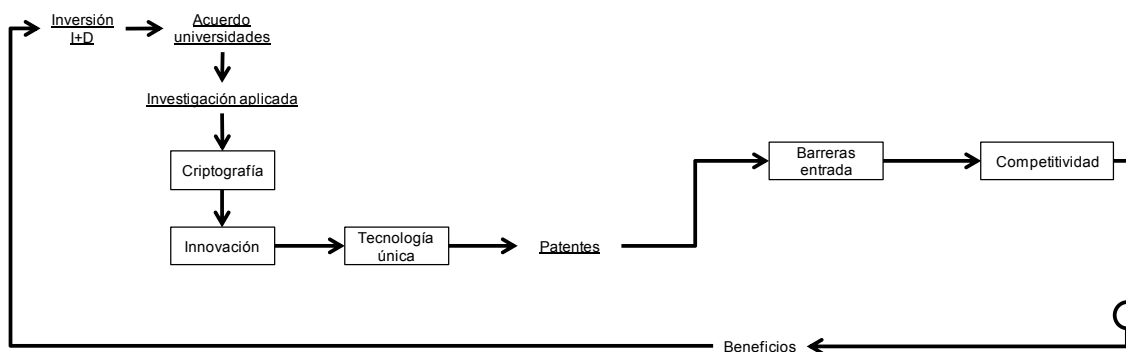 Inversión
I+D
Acuerdo
universidades
Investigación aplicada
Criptografía
Innovación
Tecnología
única
Patentes
Barreras
entrada
Competitividad
Beneficios